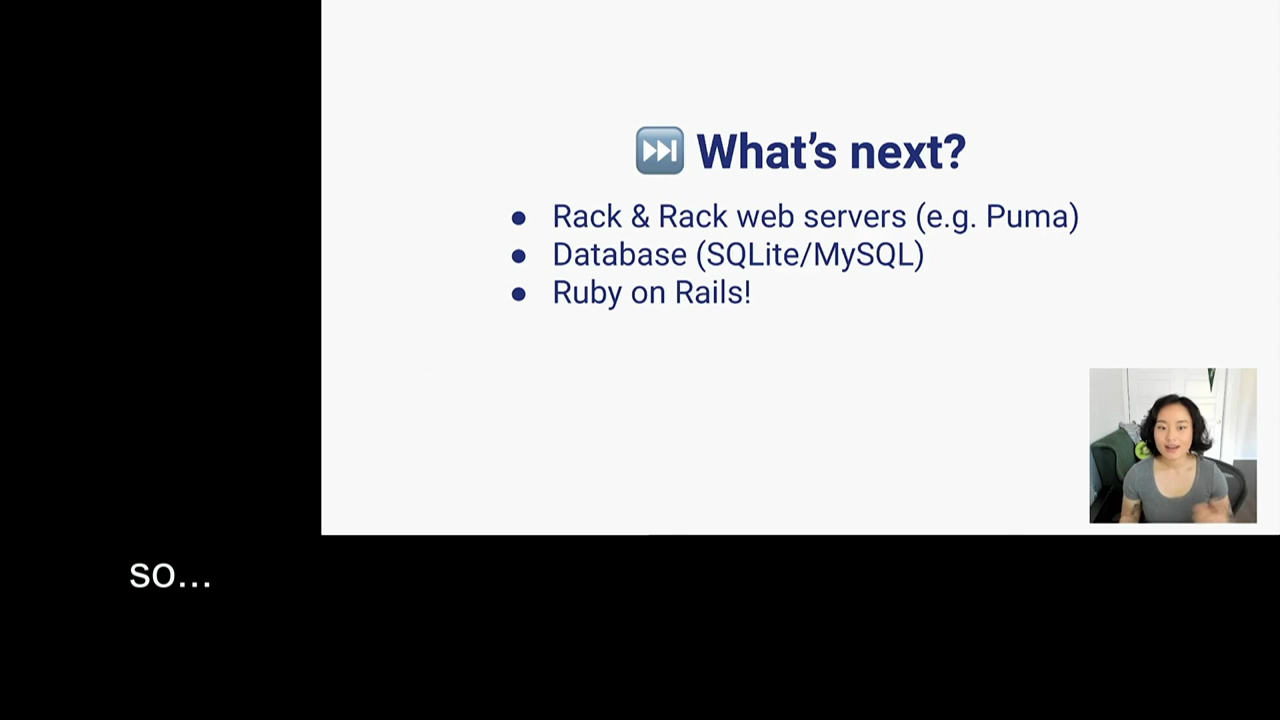 ⏭ What’s next?
● Rack & Rack web servers (e.g. Puma)
● Database (SQLite/MySQL)
● Ruby on Rails!
so...